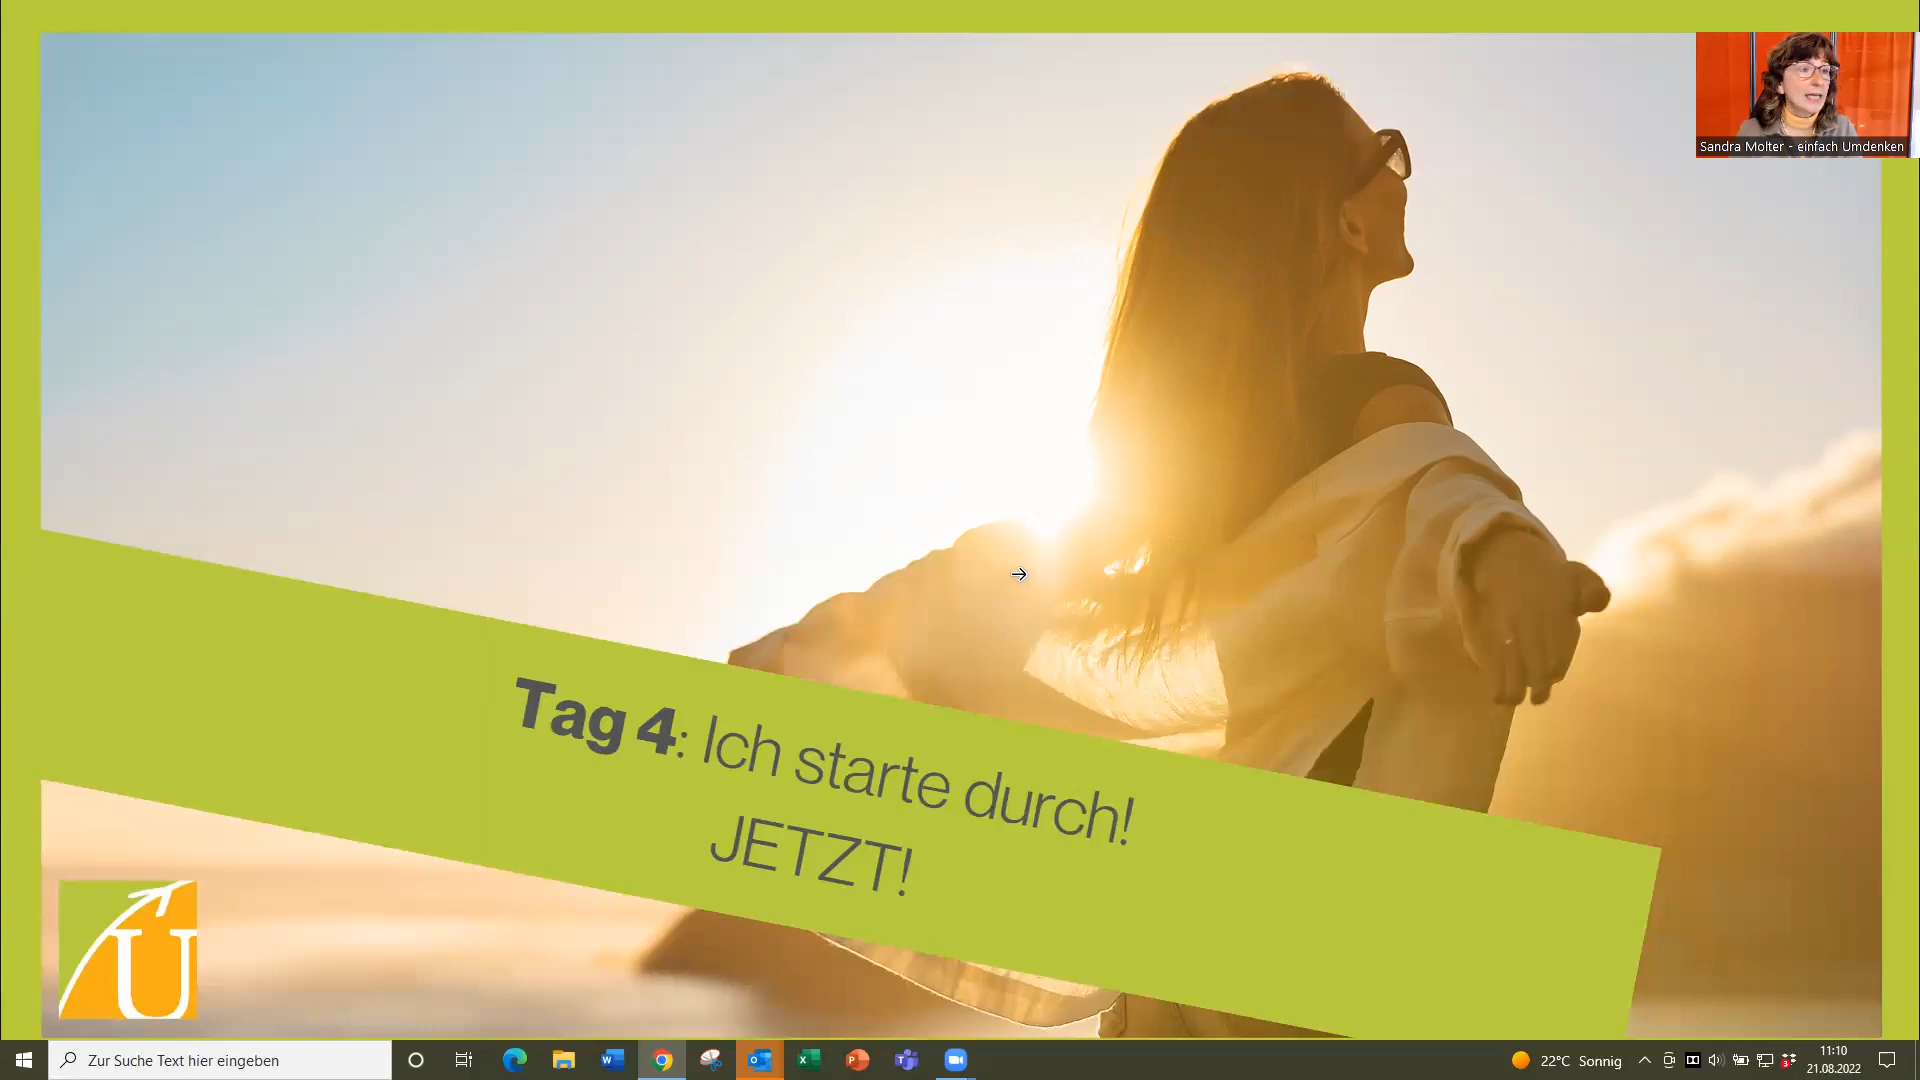 Sandra Molter - einfach Umdenken
Tag 4: Ich starte durch!
JETZT!
U
Zur Suche Text hier eingeben
22°C Sonnig
11:10
21.08.2022